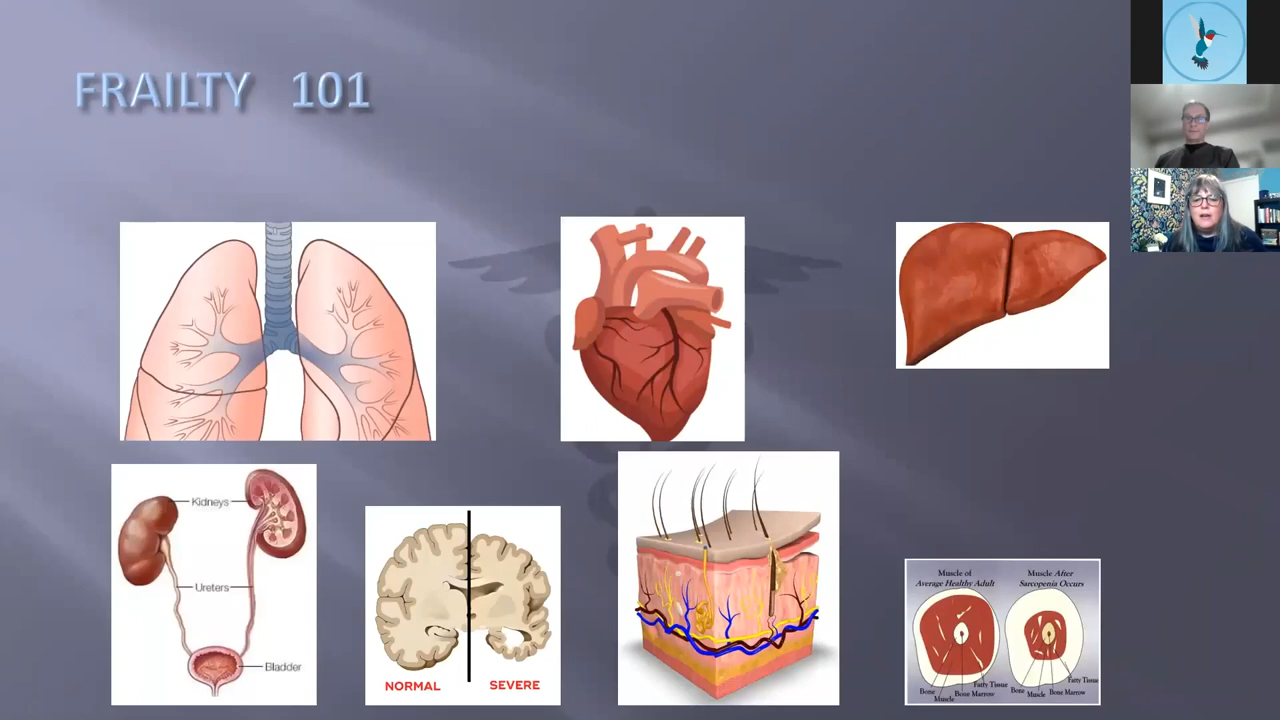 FRAILTY 101
Kidneys
Ureters
Bladder
NORMAL SEVERE
Muscle of
Average Healthy Adult
Muscle After
Sarcopenia Occurs
Bone
Muscle
Bone Marrow
Fatty Tissue
Bone
Muscle
Bone Marrow
Fatty Tissue